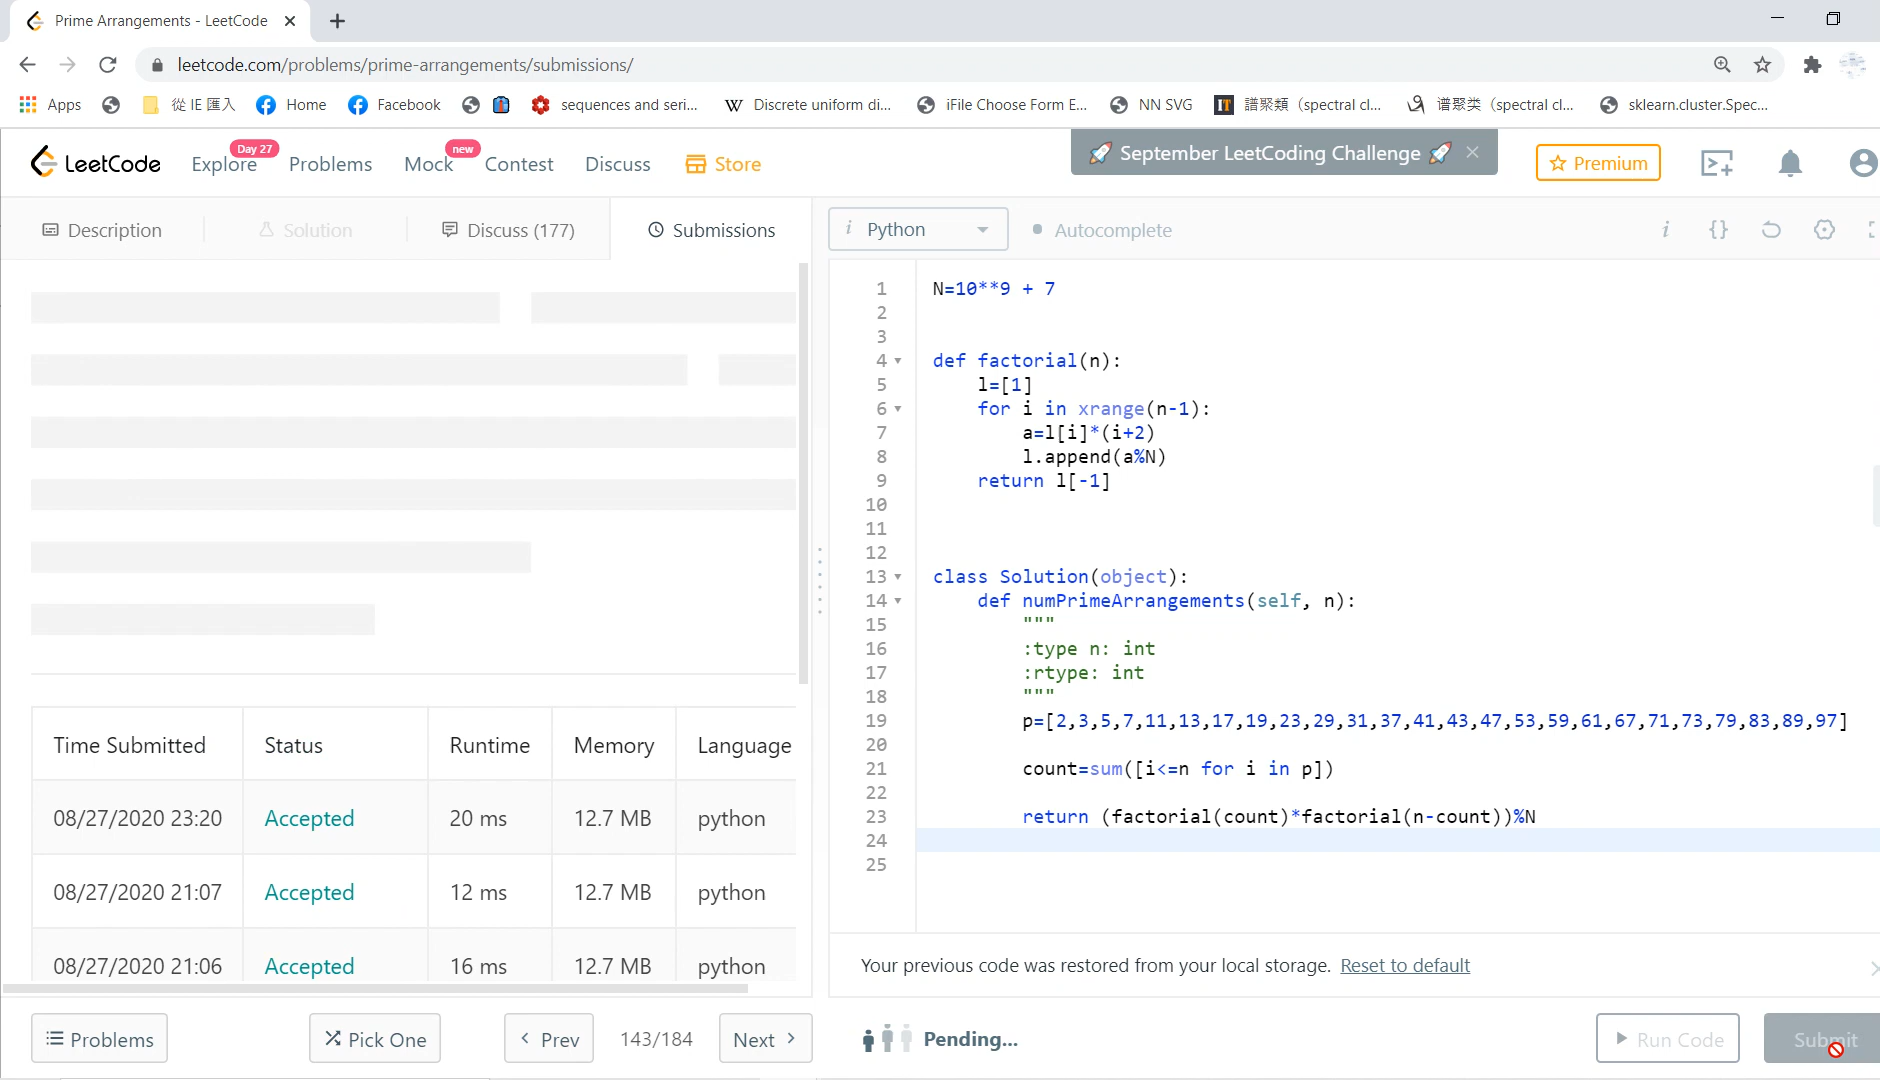 Prime Arrangements - LeetCode
leetcode.com/problems/prime-arrangements/submissions/
Apps 從 IE 匯入 Home Facebook sequences and seri... Discrete uniform di... iFile Choose Form E... NN SVG 譜聚類（spectral cl... 谱聚类（spectral cl... sklearn.cluster.Spec...
LeetCode Explore Day 27 Problems Mock new Contest Discuss Store September LeetCoding Challenge Premium
Description Solution Discuss (177) Submissions
i Python Autocomplete i {}
Time Submitted Status Runtime Memory Language
08/27/2020 23:20 Accepted 20 ms 12.7 MB python
08/27/2020 21:07 Accepted 12 ms 12.7 MB python
08/27/2020 21:06 Accepted 16 ms 12.7 MB python
1 N=10**9 + 7
2
3
4 def factorial(n):
5 l=[1]
6 for i in xrange(n-1):
7 a=l[i]*(i+2)
8 l.append(a%N)
9 return l[-1]
10
11
12
13 class Solution(object):
14 def numPrimeArrangements(self, n):
15 """
16 :type n: int
17 :rtype: int
18 """
19 p=[2,3,5,7,11,13,17,19,23,29,31,37,41,43,47,53,59,61,67,71,73,79,83,89,97]
20
21 count=sum([i<=n for i in p])
22
23 return (factorial(count)*factorial(n-count))%N
24
25
Your previous code was restored from your local storage. Reset to default
Problems Pick One Prev 143/184 Next Pending... Run Code Submit